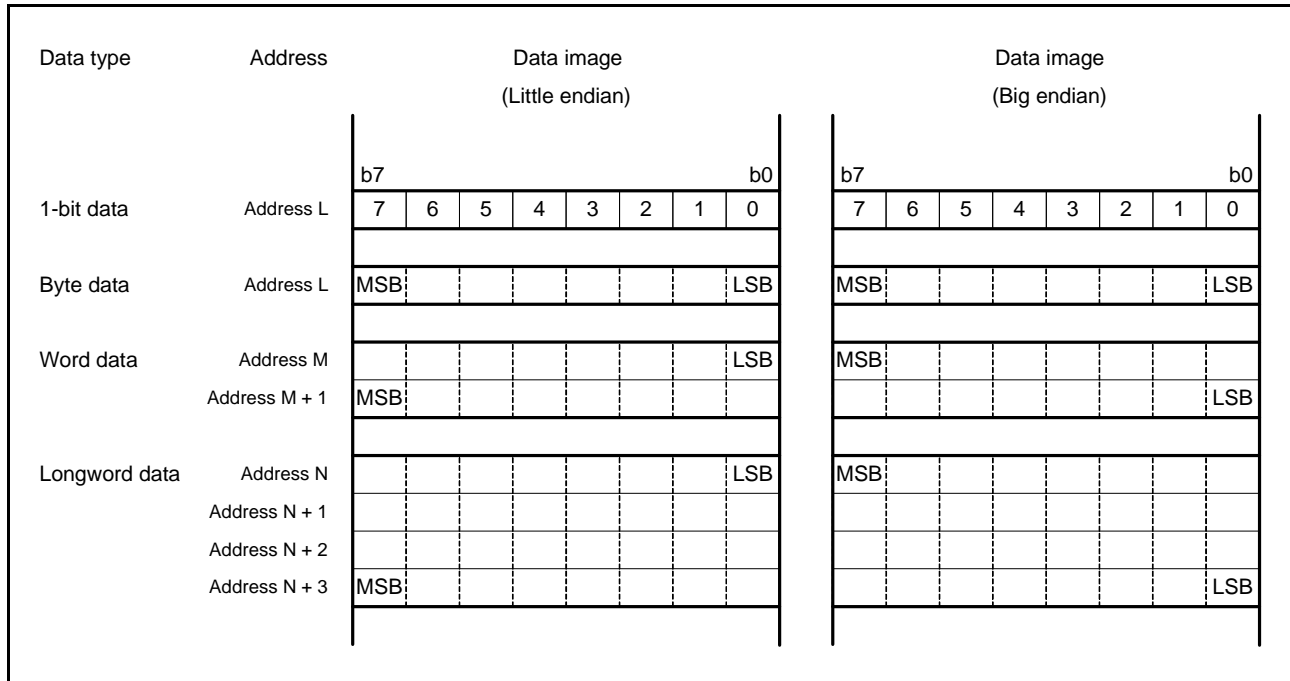 Data type Address Data image Data image
(Little endian) (Big endian)
b7 b0 b7 b0
1-bit data Address L 7 6 5 4 3 2 1 0 7 6 5 4 3 2 1 0
Byte data Address L MSB LSB MSB LSB
Word data Address M LSB MSB
Address M + 1 MSB LSB
Longword data Address N LSB MSB
Address N + 1
Address N + 2
Address N + 3 MSB LSB